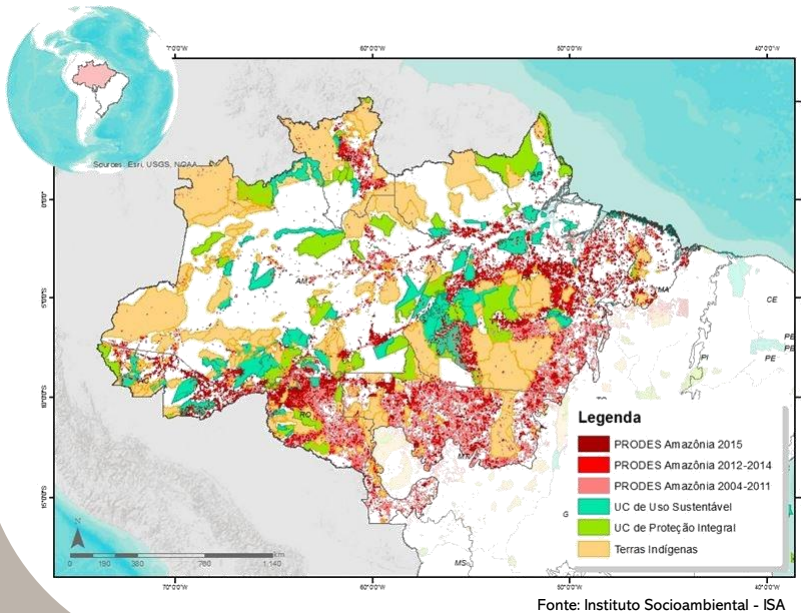 70°0'0"W 60°0'0"W 50°0'0"W 40°0'0"W
Sources: Esri, USGS, NOAA
AP
0°0'0"
AM
MA
CE
5°0'0"S
PI
PE
PE
PE
10°0'0"S
RO
Legenda
PRODES Amazônia 2015
PRODES Amazônia 2012-2014
PRODES Amazônia 2004-2011
UC de Uso Sustentável
UC de Proteção Integral
Terras Indígenas
15°0'0"S
G
N
MS
0 190 380 760 1.140
70°0'0"W 60°0'0"W 50°0'0"W 40°0'0"W
Fonte: Instituto Socioambiental - ISA